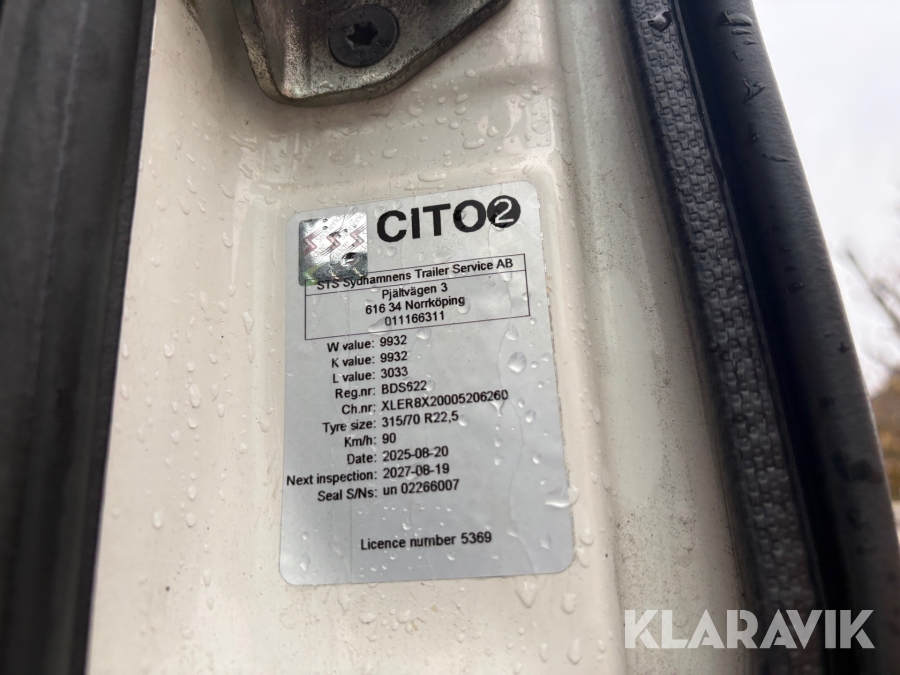 CITO2
STS Sydhamnens Trailer Service AB
Pjältvägen 3
616 34 Norrköping
011166311
W value: 9932
K value: 9932
L value: 3033
Reg.nr: BDS622
Ch.nr: XLER8X20005206260
Tyre size: 315/70 R22,5
Km/h: 90
Date: 2025-08-20
Next inspection: 2027-08-19
Seal S/Ns: un 02266007
Licence number 5369
KLARAVIK